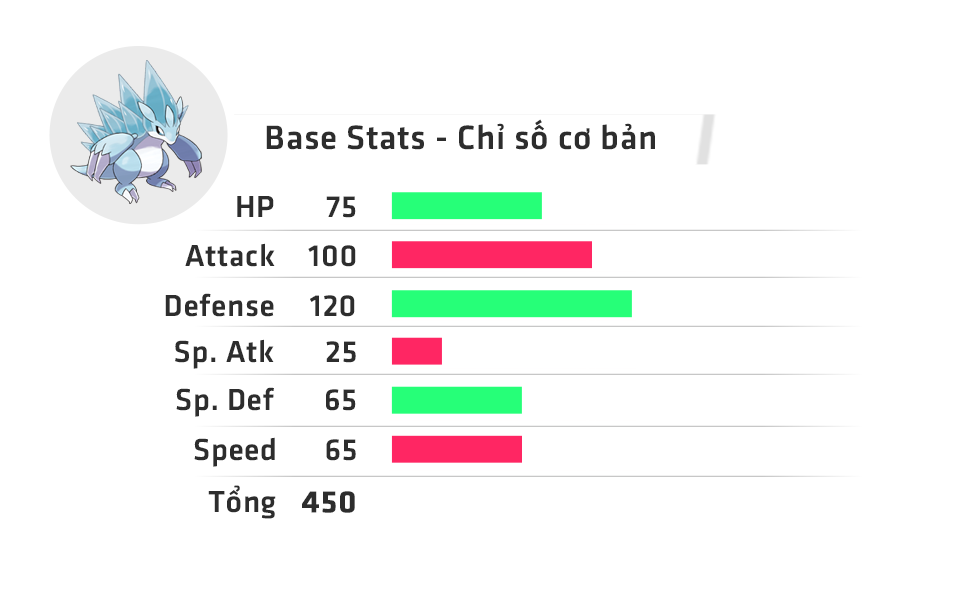 Base Stats - Chỉ số cơ bản
HP 75
Attack 100
Defense 120
Sp. Atk 25
Sp. Def 65
Speed 65
Tổng 450